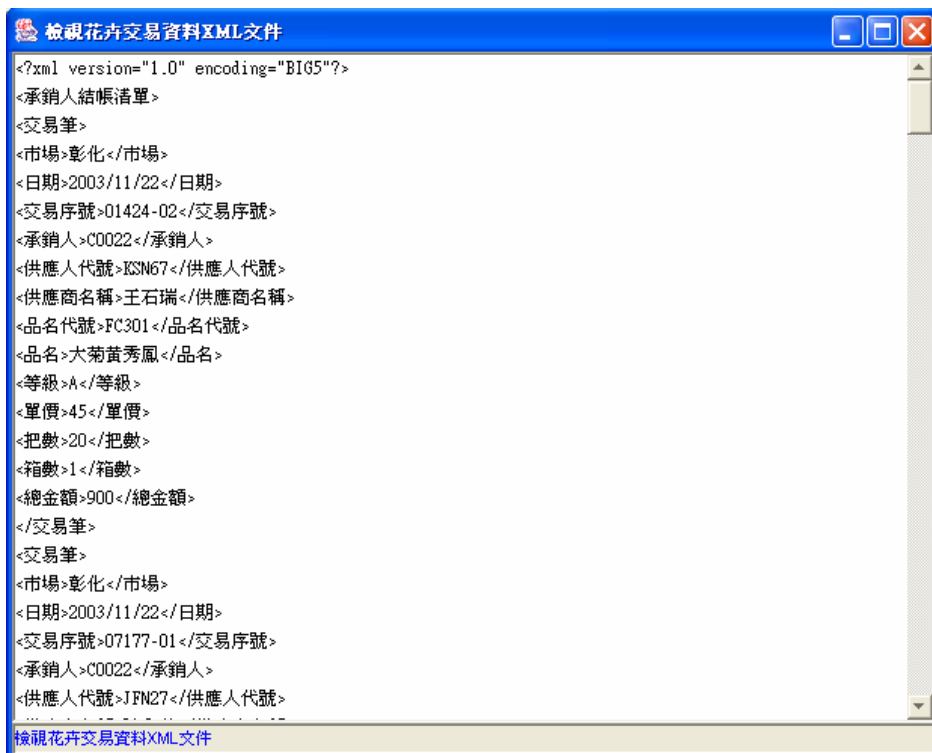 檢視花卉交易資料XML文件
<?xml version="1.0" encoding="BIG5"?>
<承銷人結帳清單>
<交易筆>
<市場>彰化</市場>
<日期>2003/11/22</日期>
<交易序號>01424-02</交易序號>
<承銷人>C0022</承銷人>
<供應人代號>KSN67</供應人代號>
<供應商名稱>王石瑞</供應商名稱>
<品名代號>FC301</品名代號>
<品名>大菊黃秀鳳</品名>
<等級>A</等級>
<單價>45</單價>
<把數>20</把數>
<箱數>1</箱數>
<總金額>900</總金額>
</交易筆>
<交易筆>
<市場>彰化</市場>
<日期>2003/11/22</日期>
<交易序號>07177-01</交易序號>
<承銷人>C0022</承銷人>
<供應人代號>JFN27</供應人代號>
檢視花卉交易資料XML文件